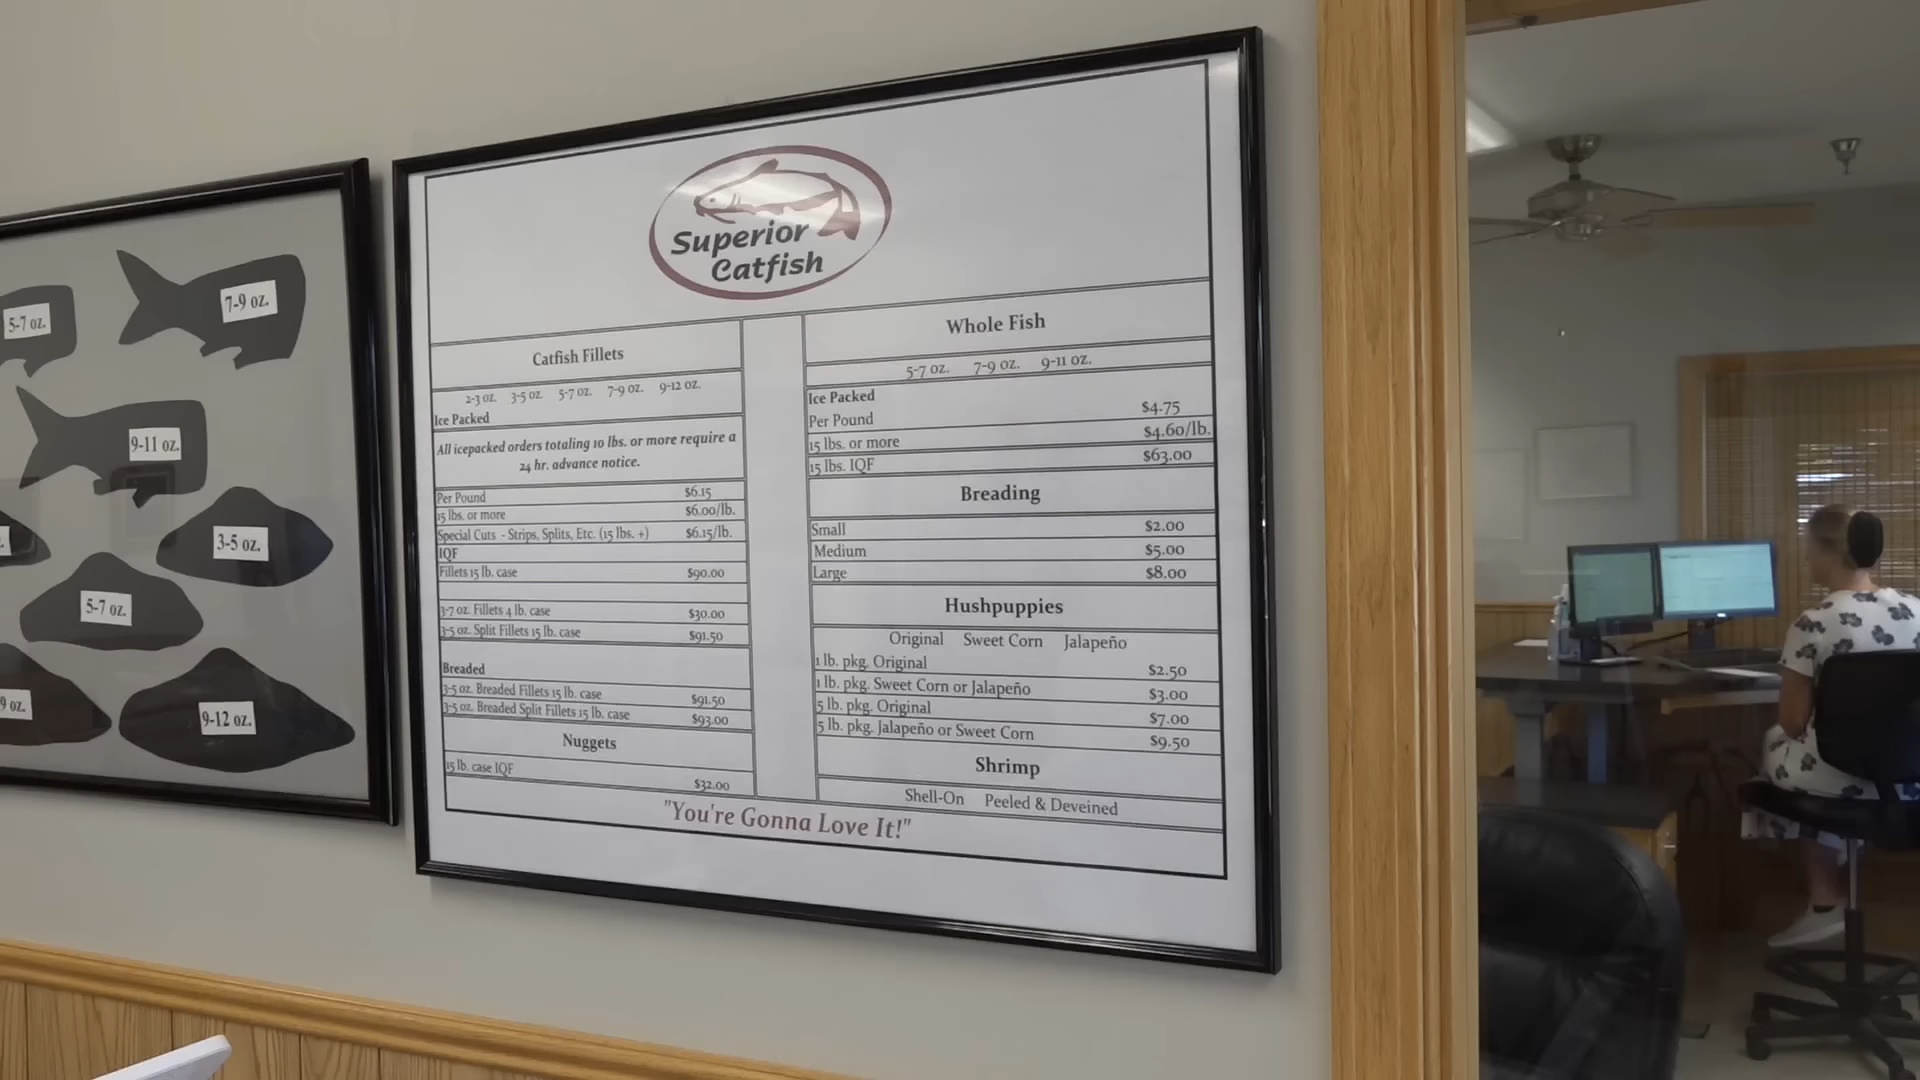 5-7 oz.
7-9 oz.
9-11 oz.
3-5 oz.
5-7 oz.
9 oz.
9-12 oz.
Superior
Catfish
Catfish Fillets
2-3 oz. 3-5 oz. 5-7 oz. 7-9 oz. 9-12 oz.
Ice Packed
All icepacked orders totaling 10 lbs. or more require a
24 hr. advance notice.
Per Pound $6.15
15 lbs. or more $6.00/lb.
Special Cuts - Strips, Splits, Etc. (15 lbs. +) $6.15/lb.
IQF
Fillets 15 lb. case $90.00
3-7 oz. Fillets 4 lb. case $30.00
3-5 oz. Split Fillets 15 lb. case $91.50
Breaded
3-5 oz. Breaded Fillets 15 lb. case $91.50
3-5 oz. Breaded Split Fillets 15 lb. case $93.00
Nuggets
15 lb. case IQF $32.00
Whole Fish
5-7 oz. 7-9 oz. 9-11 oz.
Ice Packed
Per Pound $4.75
15 lbs. or more $4.60/lb.
15 lbs. IQF $63.00
Breading
Small $2.00
Medium $5.00
Large $8.00
Hushpuppies
Original Sweet Corn Jalapeño
1 lb. pkg. Original $2.50
1 lb. pkg. Sweet Corn or Jalapeño $3.00
5 lb. pkg. Original $7.00
5 lb. pkg. Jalapeño or Sweet Corn $9.50
Shrimp
Shell-On Peeled & Deveined
"You're Gonna Love It!"